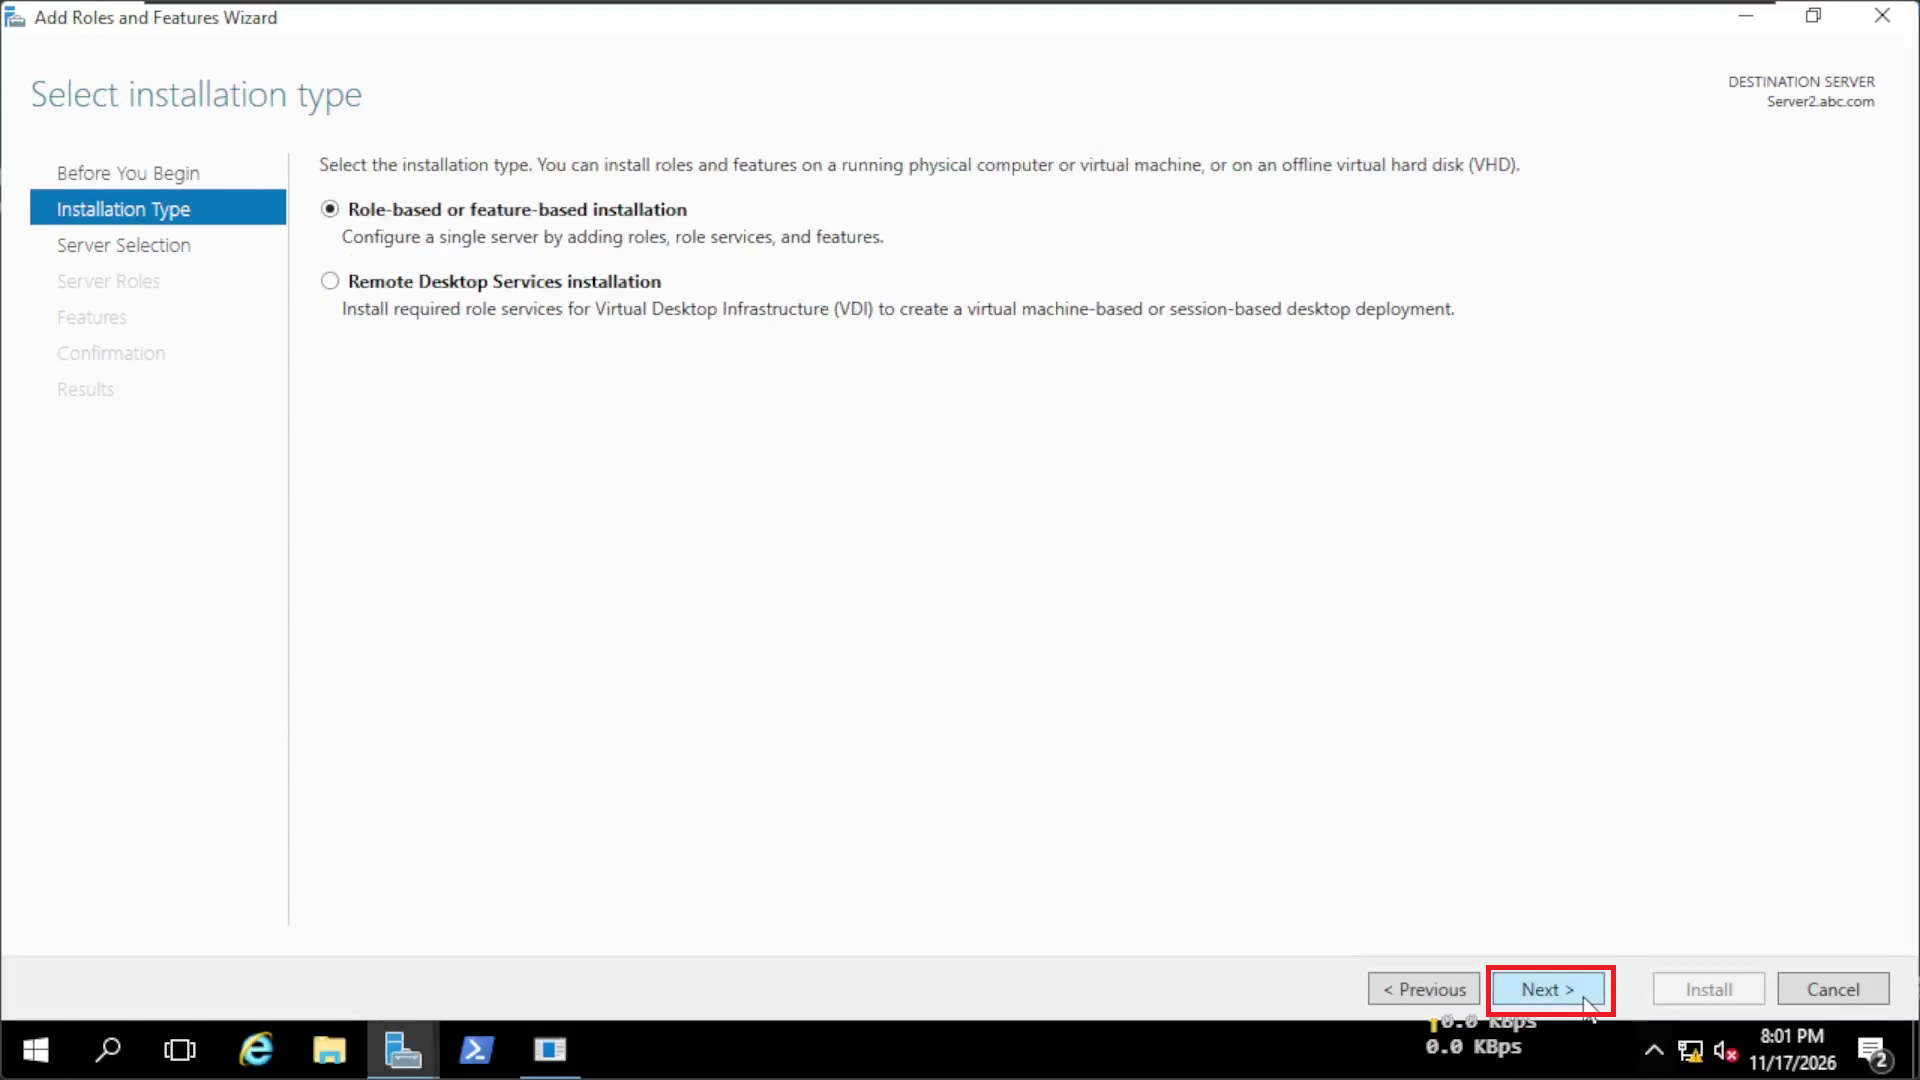 Add Roles and Features Wizard
Select installation type
DESTINATION SERVER
Server2.abc.com
Before You Begin
Installation Type
Server Selection
Server Roles
Features
Confirmation
Results
Select the installation type. You can install roles and features on a running physical computer or virtual machine, or on an offline virtual hard disk (VHD).
Role-based or feature-based installation
Configure a single server by adding roles, role services, and features.
Remote Desktop Services installation
Install required role services for Virtual Desktop Infrastructure (VDI) to create a virtual machine-based or session-based desktop deployment.
< Previous
Next >
Install
Cancel
0.0 KBps
0.0 KBps
8:01 PM
11/17/2026
2